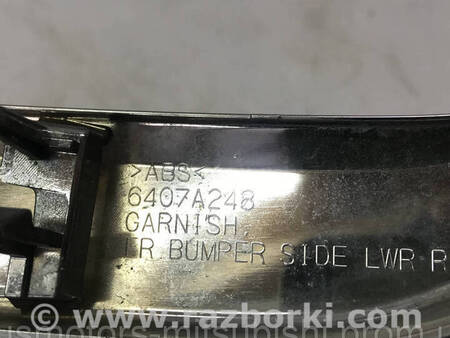 >ABS<
6407A248
GARNISH,
FR.BUMPER SIDE LWR R
© www.razborki.com